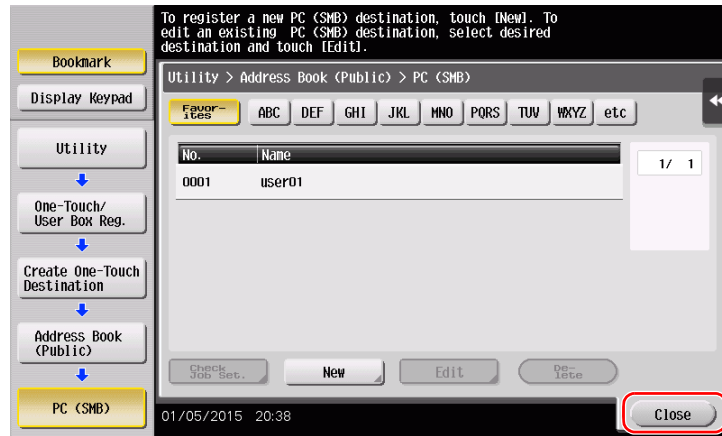 To register a new PC (SMB) destination, touch [New]. To
edit an existing PC (SMB) destination, select desired
destination and touch [Edit].
Bookmark
Display Keypad
Utility
One-Touch/
User Box Reg.
Create One-Touch
Destination
Address Book
(Public)
PC (SMB)
Utility > Address Book (Public) > PC (SMB)
Favor-
ites
ABC
DEF
GHI
JKL
MNO
PQRS
TUV
WXYZ
etc
No. Name
0001 user01
1/ 1
Check
Job Set.
New
Edit
De-
lete
01/05/2015 20:38
Close